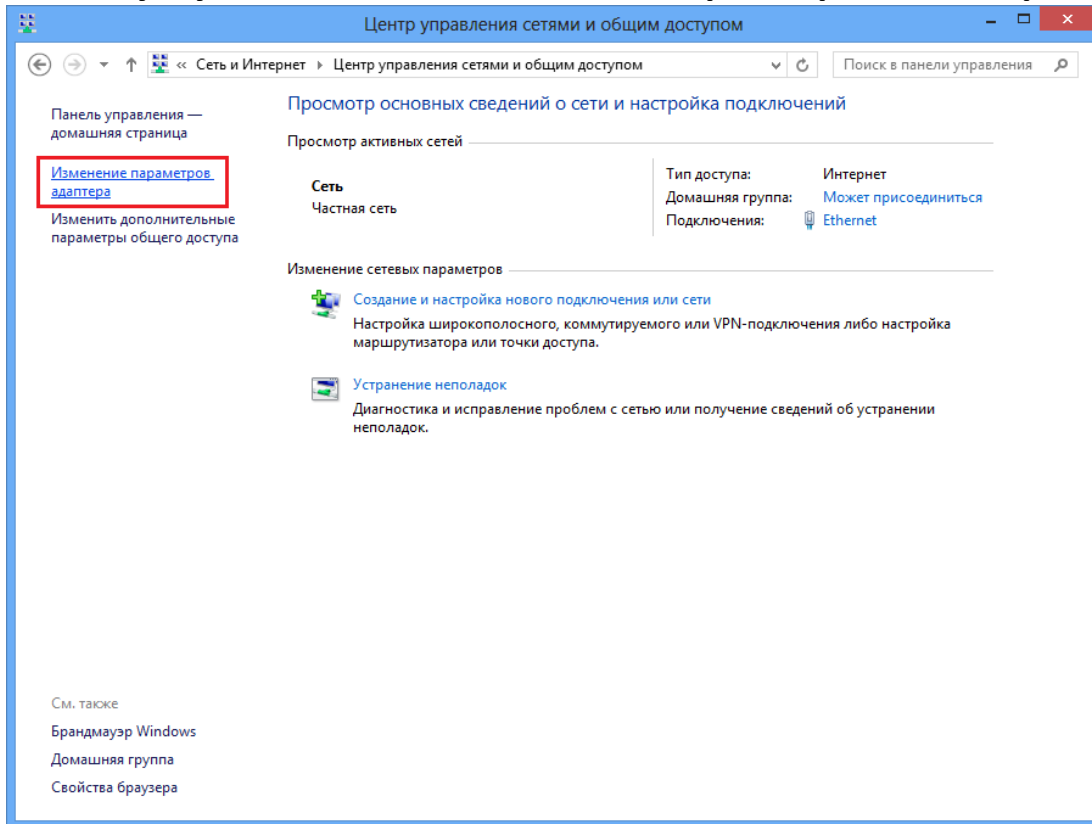 Центр управления сетями и общим доступом
« Сеть и Интернет Центр управления сетями и общим доступом Поиск в панели управления
Панель управления —
домашняя страница
Изменение параметров
адаптера
Изменить дополнительные
параметры общего доступа
Просмотр основных сведений о сети и настройка подключений
Просмотр активных сетей
Сеть
Частная сеть
Тип доступа: Интернет
Домашняя группа: Может присоединиться
Подключения: Ethernet
Изменение сетевых параметров
Создание и настройка нового подключения или сети
Настройка широкополосного, коммутируемого или VPN-подключения либо настройка
маршрутизатора или точки доступа.
Устранение неполадок
Диагностика и исправление проблем с сетью или получение сведений об устранении
неполадок.
См. также
Брандмауэр Windows
Домашняя группа
Свойства браузера